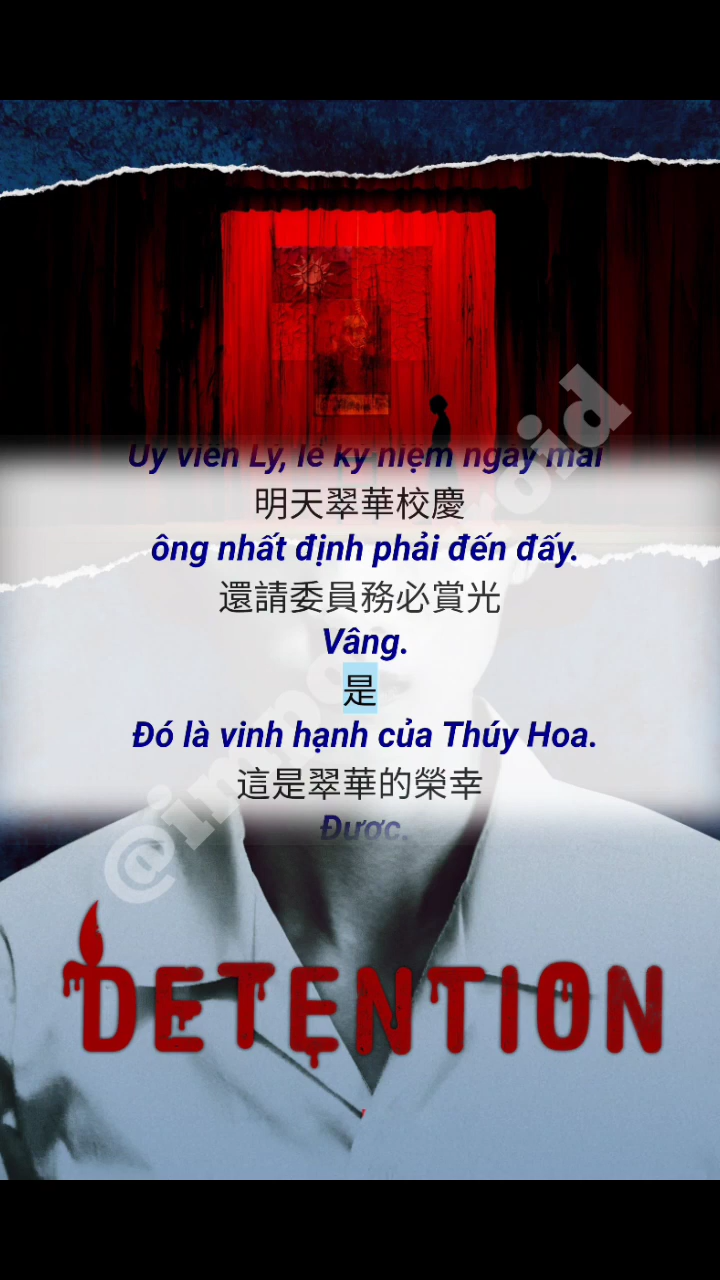 Ủy viên Lý, lễ kỷ niệm ngày mai
明天翠華校慶
ông nhất định phải đến đấy.
還請委員務必賞光
Vâng.
是
Đó là vinh hạnh của Thúy Hoa.
這是翠華的榮幸
Được.
DETENTION